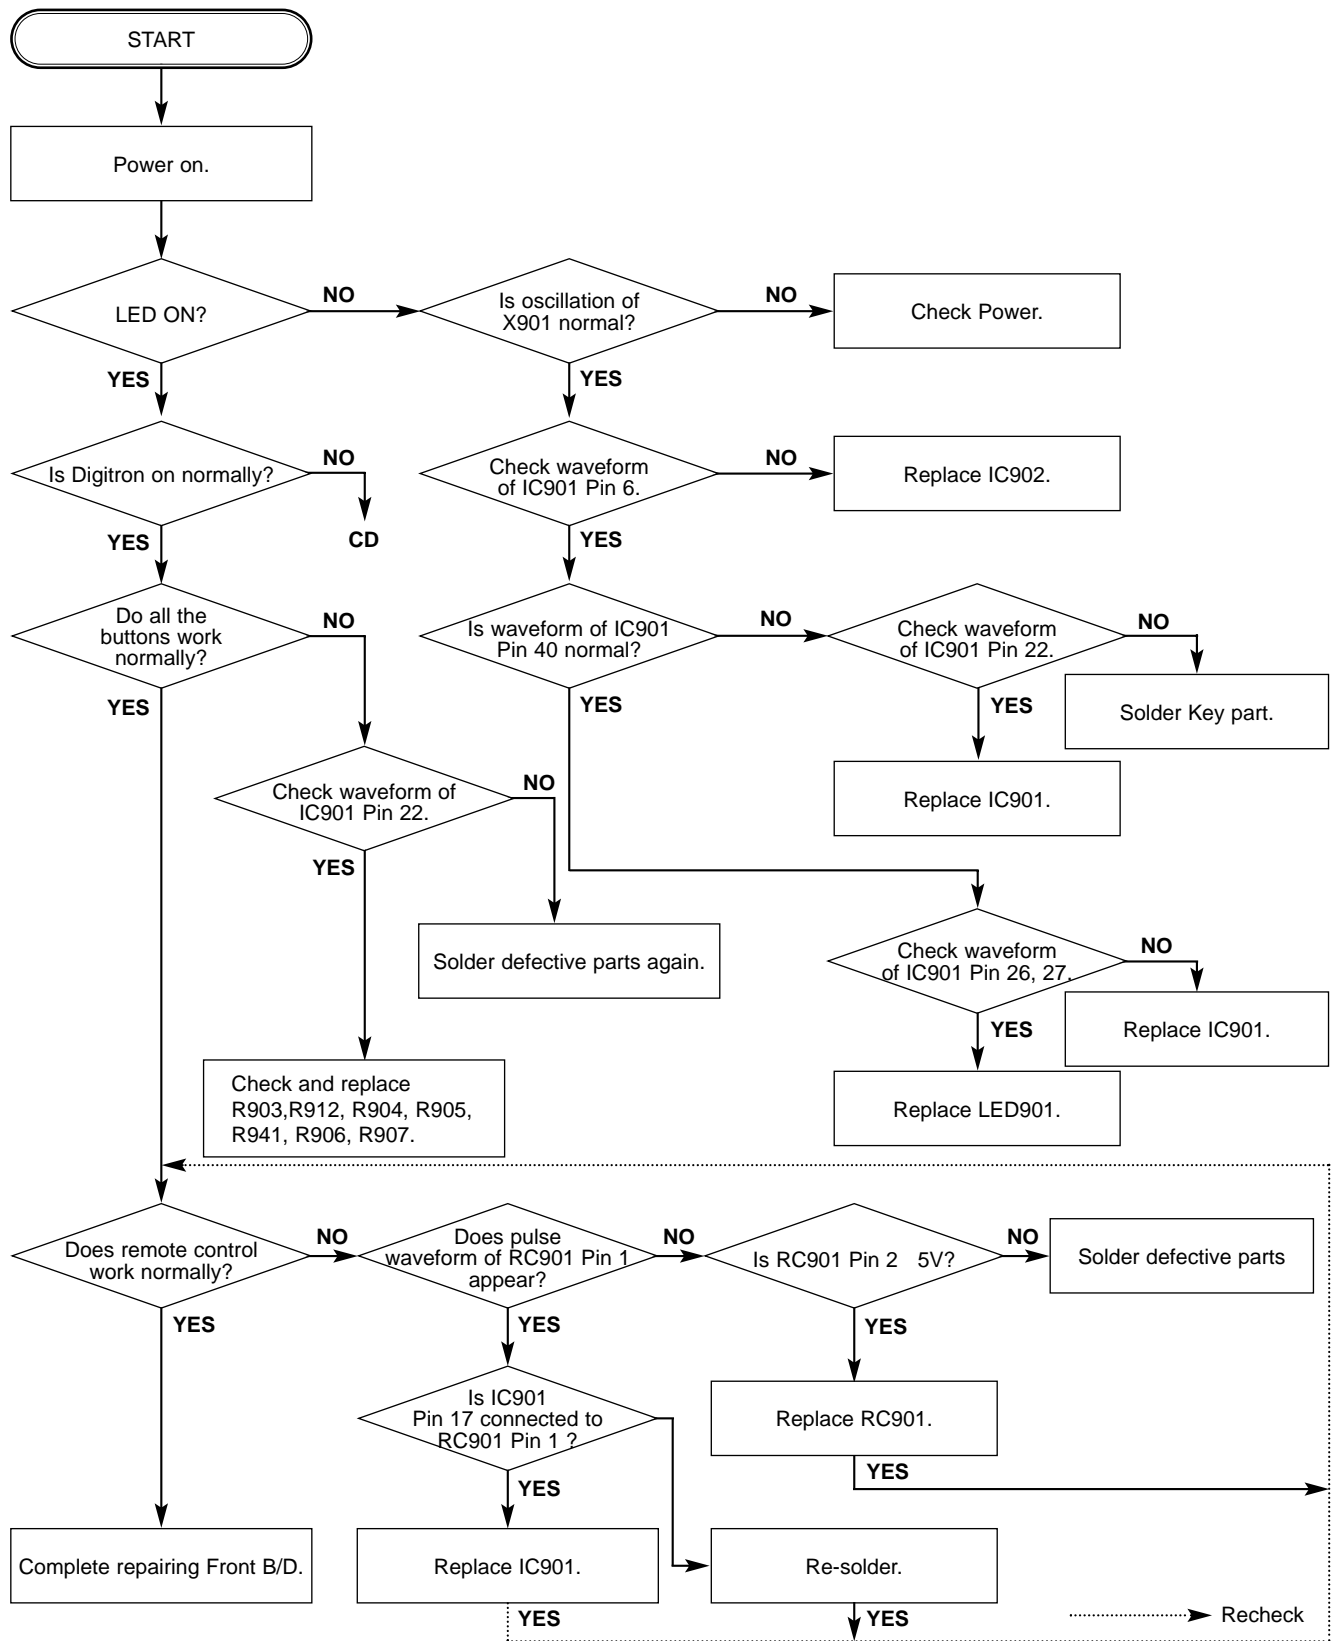 START
Power on.
LED ON?
NO
Is oscillation of
X901 normal?
NO
Check Power.
YES
YES
Is Digitron on normally?
NO
CD
Check waveform
of IC901 Pin 6.
NO
Replace IC902.
YES
YES
Do all the
buttons work
normally?
NO
Is waveform of IC901
Pin 40 normal?
NO
Check waveform
of IC901 Pin 22.
NO
Solder Key part.
YES
YES
YES
Replace IC901.
Check waveform of
IC901 Pin 22.
NO
YES
Solder defective parts again.
Check waveform
of IC901 Pin 26, 27.
NO
Replace IC901.
YES
Replace LED901.
Check and replace
R903,R912, R904, R905,
R941, R906, R907.
Does remote control
work normally?
NO
Does pulse
waveform of RC901 Pin 1
appear?
NO
Is RC901 Pin 2 5V?
NO
Solder defective parts
YES
YES
YES
Is IC901
Pin 17 connected to
RC901 Pin 1 ?
Replace RC901.
YES
YES
Complete repairing Front B/D.
Replace IC901.
Re-solder.
YES
YES
Recheck